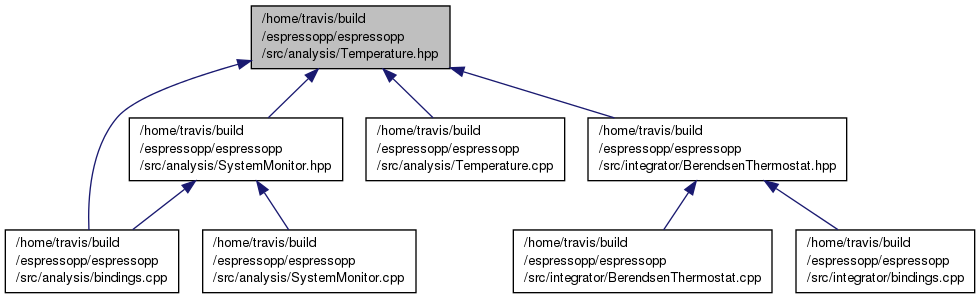 /home/travis/build
/espressopp/espressopp
/src/analysis/Temperature.hpp
/home/travis/build
/espressopp/espressopp
/src/analysis/SystemMonitor.hpp
/home/travis/build
/espressopp/espressopp
/src/analysis/Temperature.cpp
/home/travis/build
/espressopp/espressopp
/src/integrator/BerendsenThermostat.hpp
/home/travis/build
/espressopp/espressopp
/src/analysis/bindings.cpp
/home/travis/build
/espressopp/espressopp
/src/analysis/SystemMonitor.cpp
/home/travis/build
/espressopp/espressopp
/src/integrator/BerendsenThermostat.cpp
/home/travis/build
/espressopp/espressopp
/src/integrator/bindings.cpp